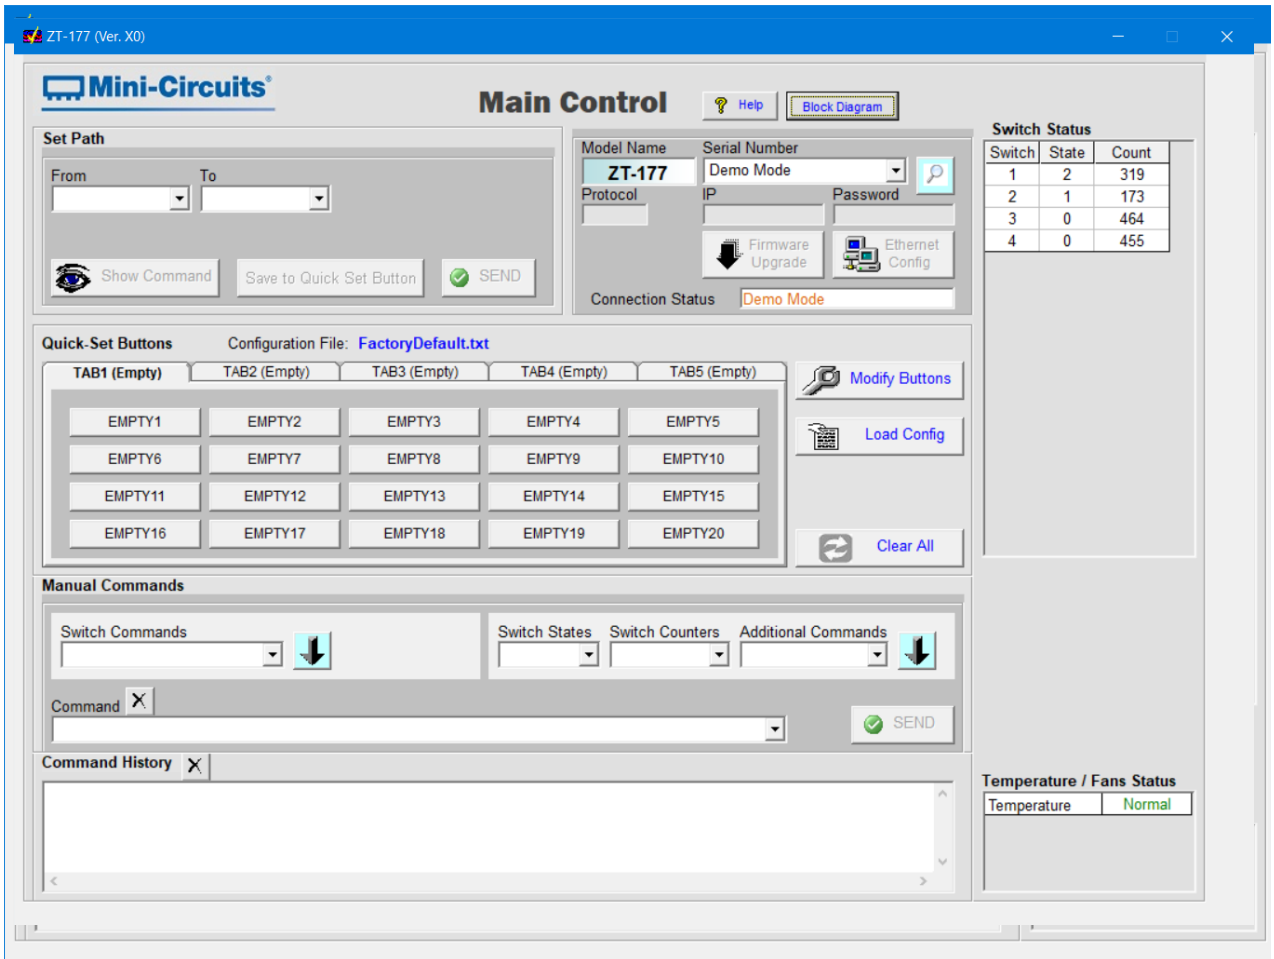 ZT-177 (Ver. X0)
Mini-Circuits®
Main Control
Help
Block Diagram
Set Path
From To
Show Command
Save to Quick Set Button
SEND
Model Name Serial Number
ZT-177 Demo Mode
Protocol IP Password
Firmware
Upgrade
Ethernet
Config
Connection Status Demo Mode
Switch Status
Switch State Count
1 2 319
2 1 173
3 0 464
4 0 455
Quick-Set Buttons Configuration File: FactoryDefault.txt
TAB1 (Empty) TAB2 (Empty) TAB3 (Empty) TAB4 (Empty) TAB5 (Empty)
EMPTY1 EMPTY2 EMPTY3 EMPTY4 EMPTY5
EMPTY6 EMPTY7 EMPTY8 EMPTY9 EMPTY10
EMPTY11 EMPTY12 EMPTY13 EMPTY14 EMPTY15
EMPTY16 EMPTY17 EMPTY18 EMPTY19 EMPTY20
Modify Buttons
Load Config
Clear All
Manual Commands
Switch Commands
Switch States Switch Counters Additional Commands
Command X
SEND
Command History X
Temperature / Fans Status
Temperature Normal